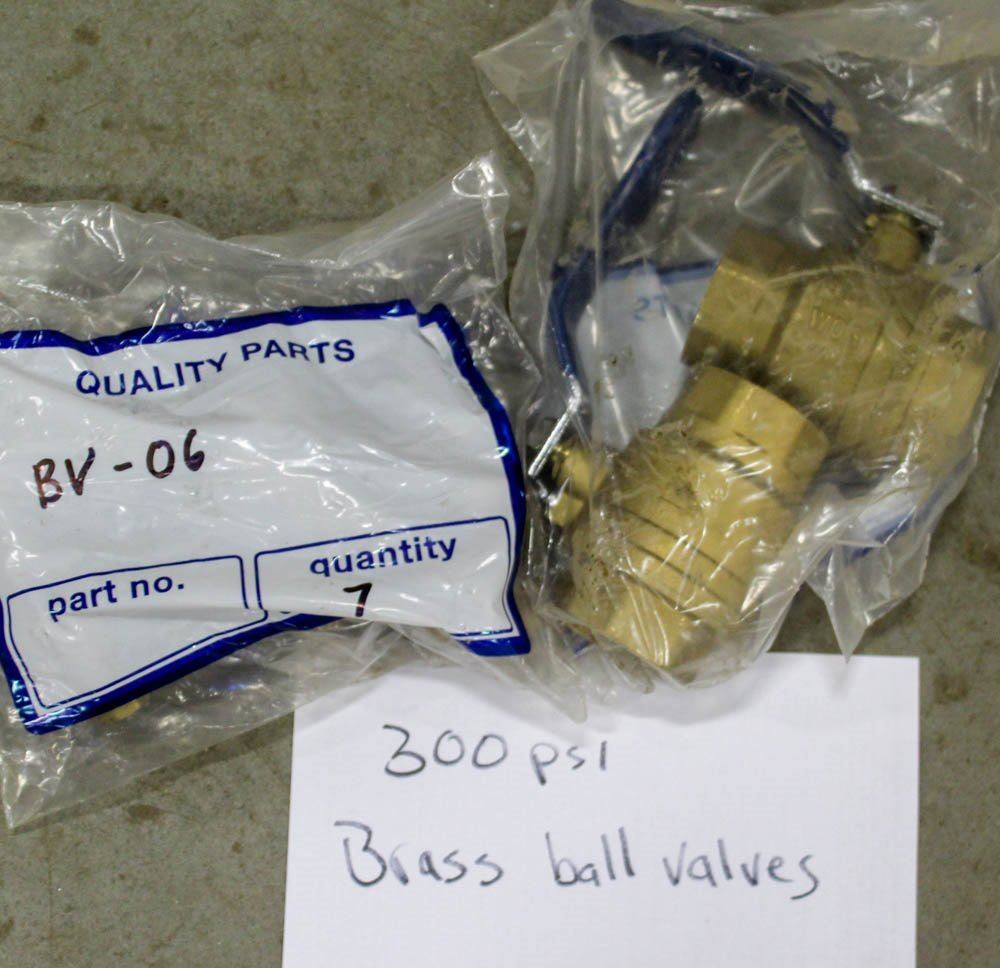 QUALITY PARTS
BV-06
part no.
quantity
7
300 psi
Brass ball valves